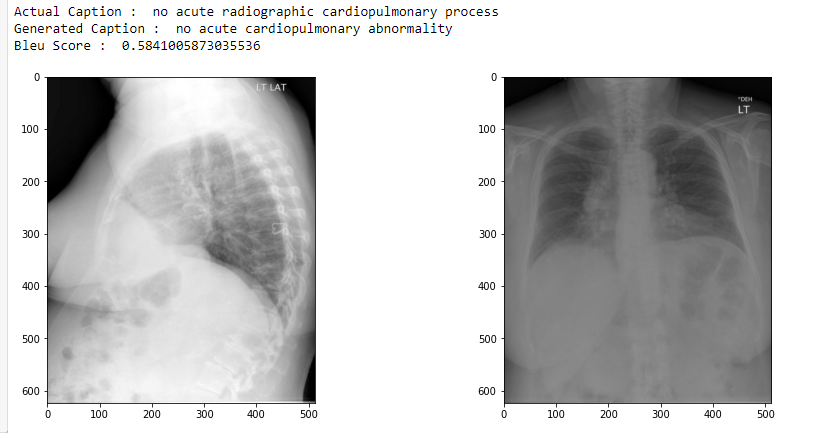 Actual Caption :  no acute radiographic cardiopulmonary process
Generated Caption :  no acute cardiopulmonary abnormality
Bleu Score :  0.5841005873035536
LT LAT
0
100
200
300
400
500
600
0 100 200 300 400 500
"DEH
LT
0
100
200
300
400
500
600
0 100 200 300 400 500